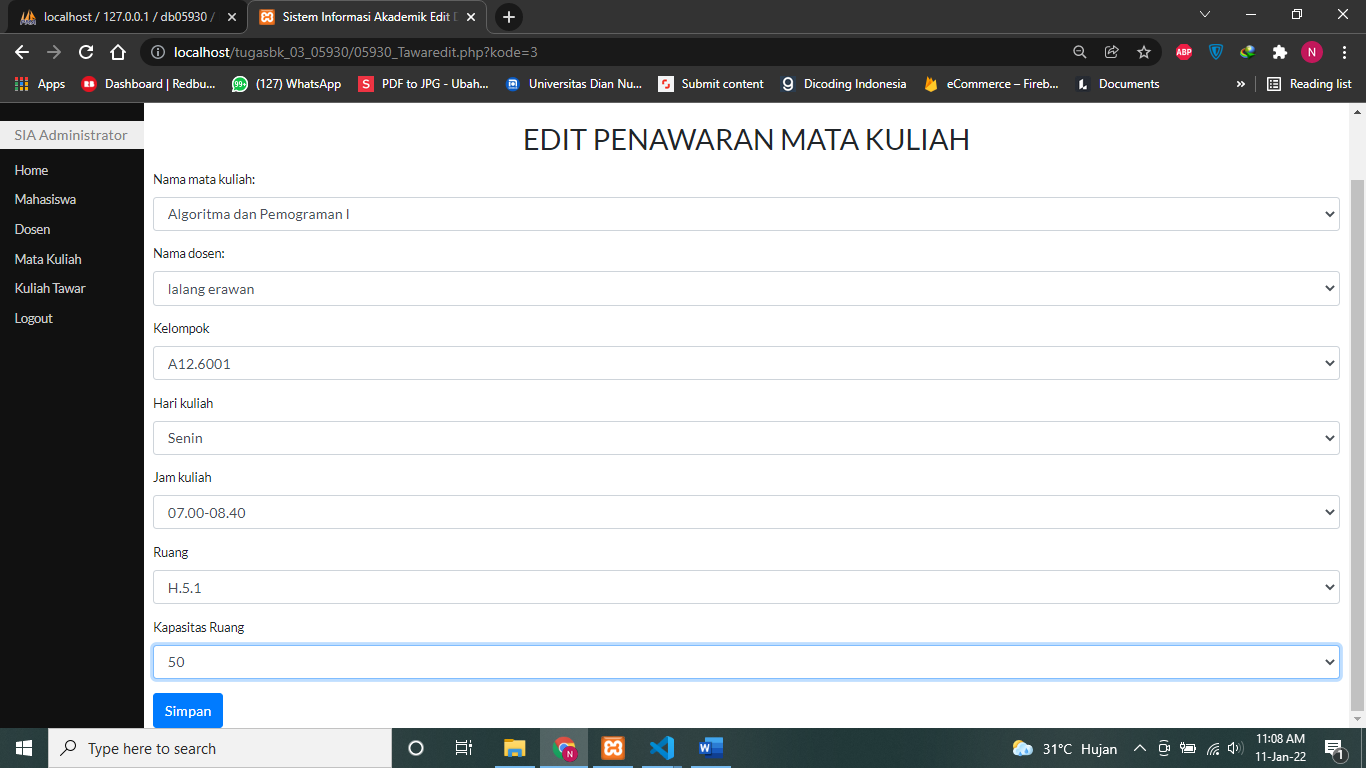 localhost / 127.0.0.1 / db05930 /
Sistem Informasi Akademik Edit D
localhost/tugasbk_03_05930/05930_Tawaredit.php?kode=3
ABP
N
Apps
Dashboard | Redbu...
(127) WhatsApp
PDF to JPG - Ubah...
Universitas Dian Nu...
Submit content
Dicoding Indonesia
eCommerce – Fireb...
Documents
»
Reading list
SIA Administrator
Home
Mahasiswa
Dosen
Mata Kuliah
Kuliah Tawar
Logout
EDIT PENAWARAN MATA KULIAH
Nama mata kuliah:
Algoritma dan Pemograman I
Nama dosen:
lalang erawan
Kelompok
A12.6001
Hari kuliah
Senin
Jam kuliah
07.00-08.40
Ruang
H.5.1
Kapasitas Ruang
50
Simpan
Type here to search
N
31°C Hujan
11:08 AM
11-Jan-22
1